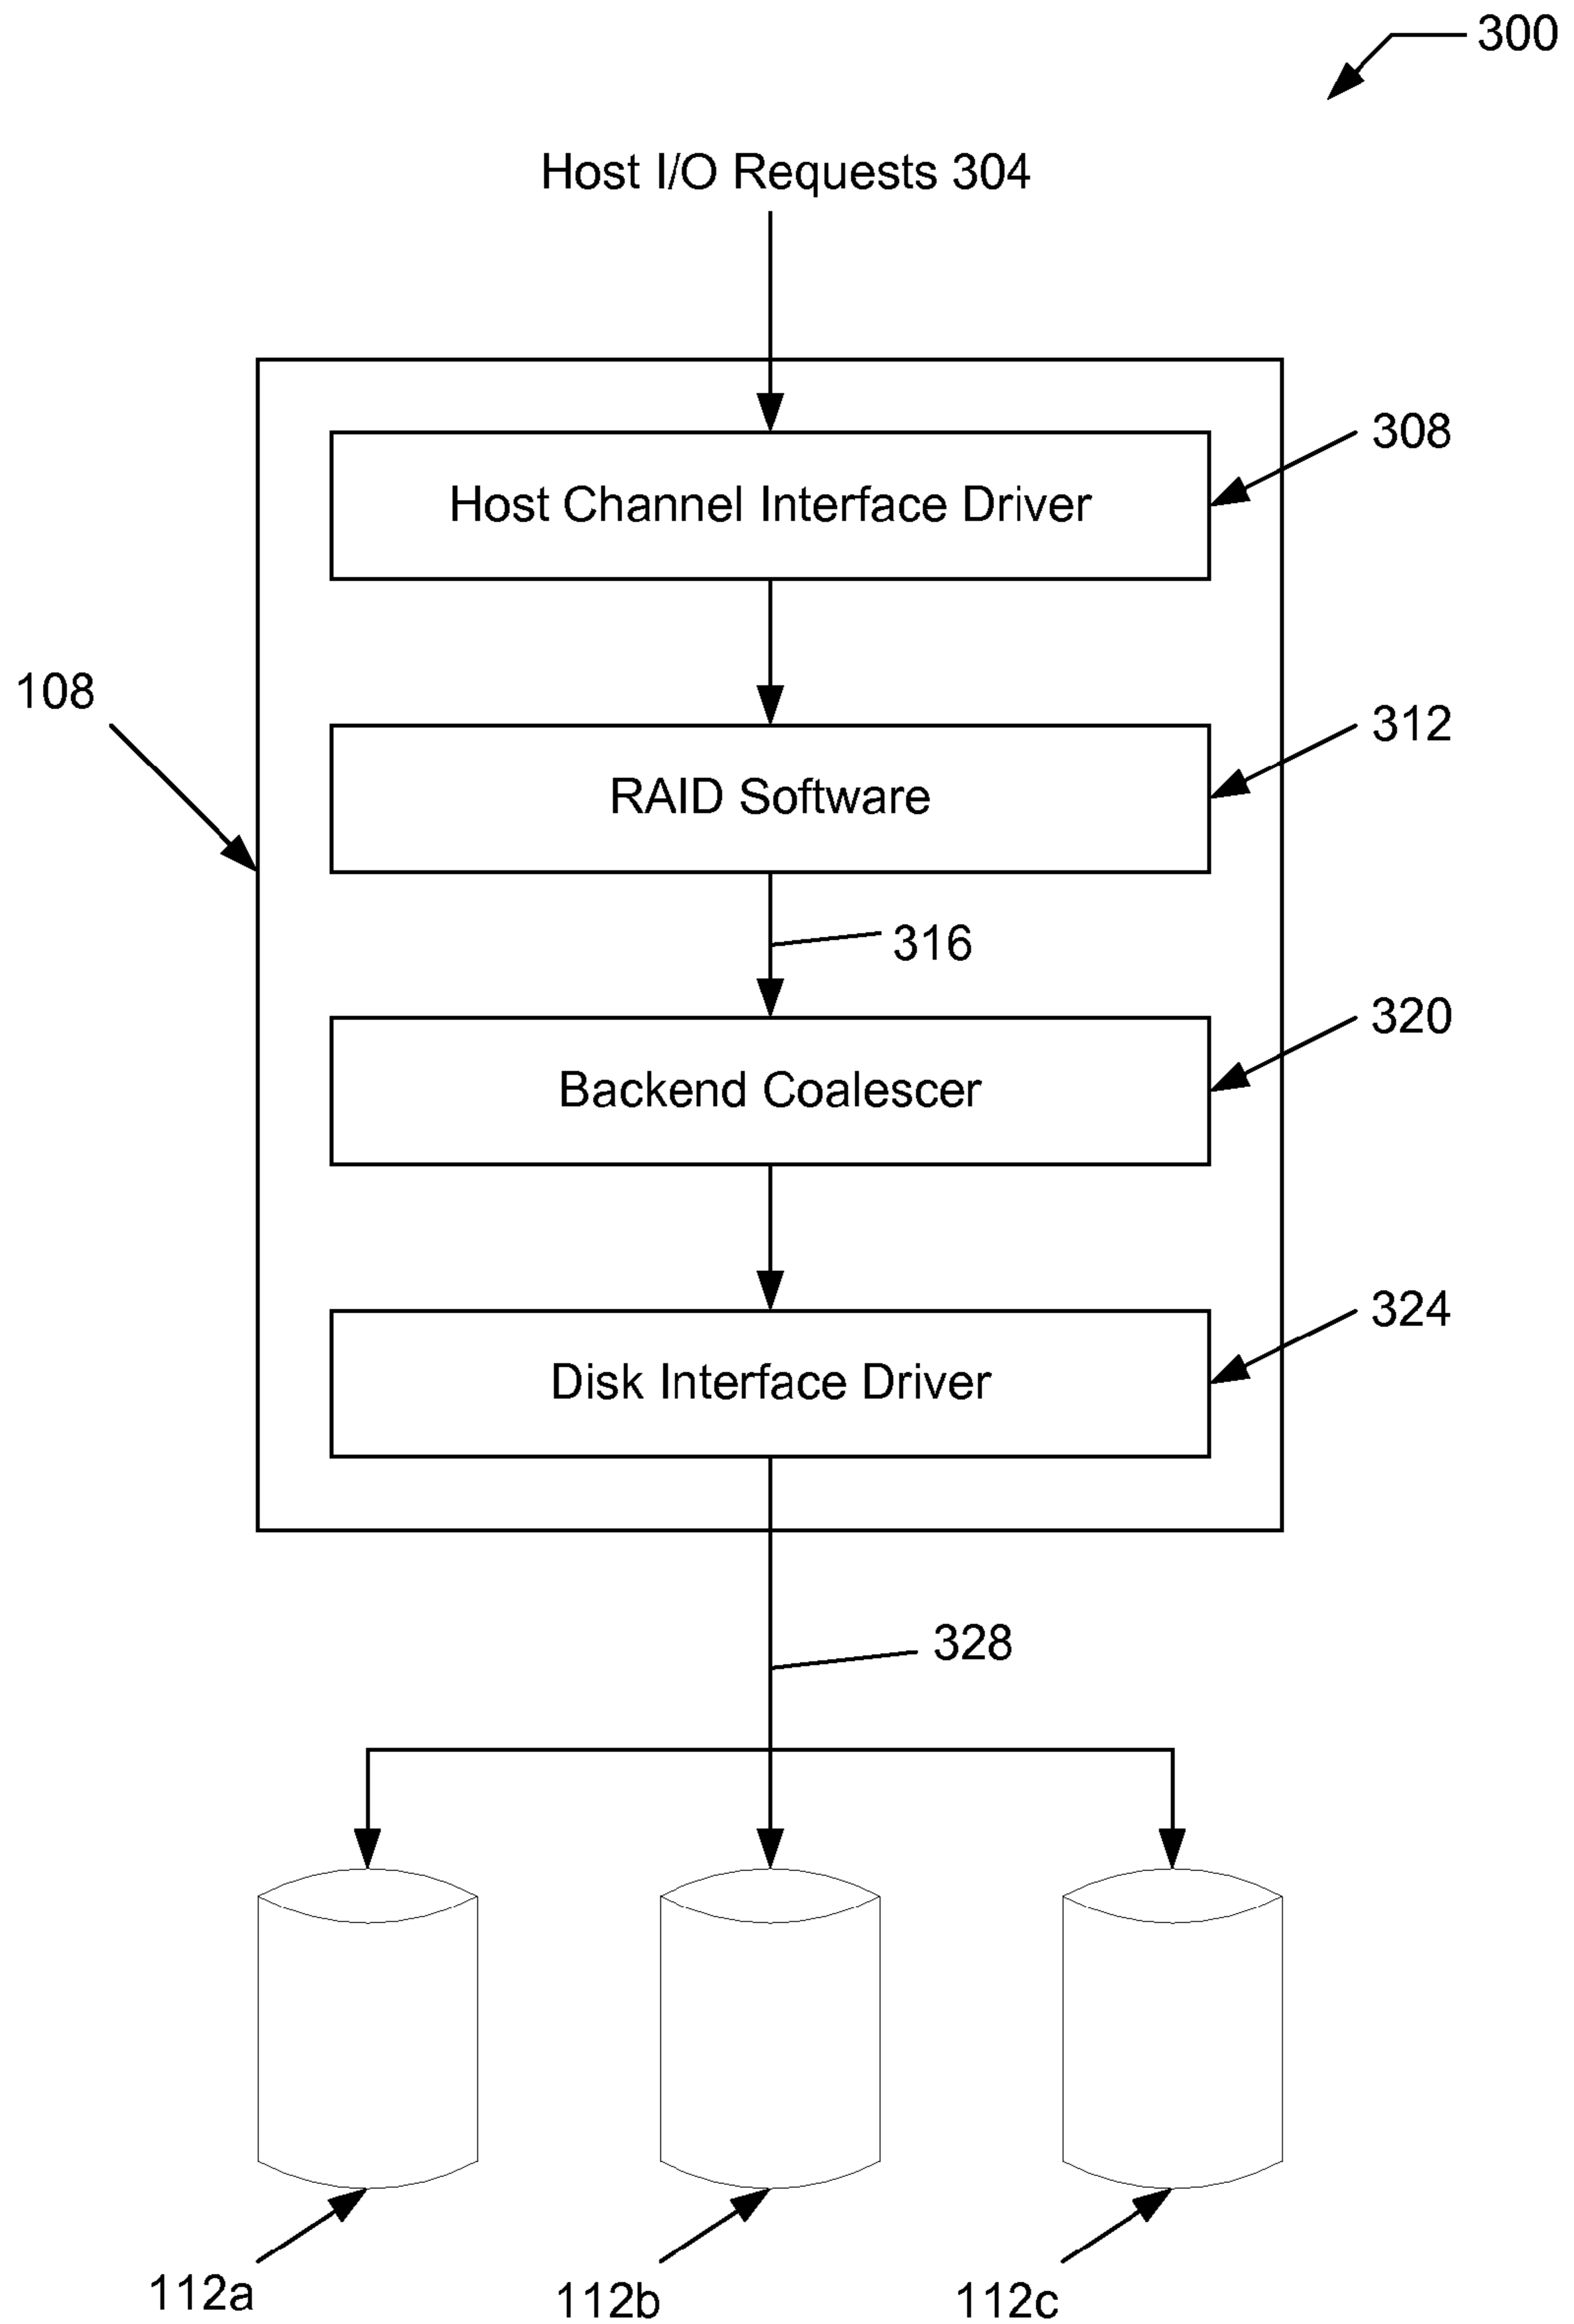 300
Host I/O Requests 304
308
Host Channel Interface Driver
108
312
RAID Software
316
320
Backend Coalescer
324
Disk Interface Driver
328
112a
112b
112c